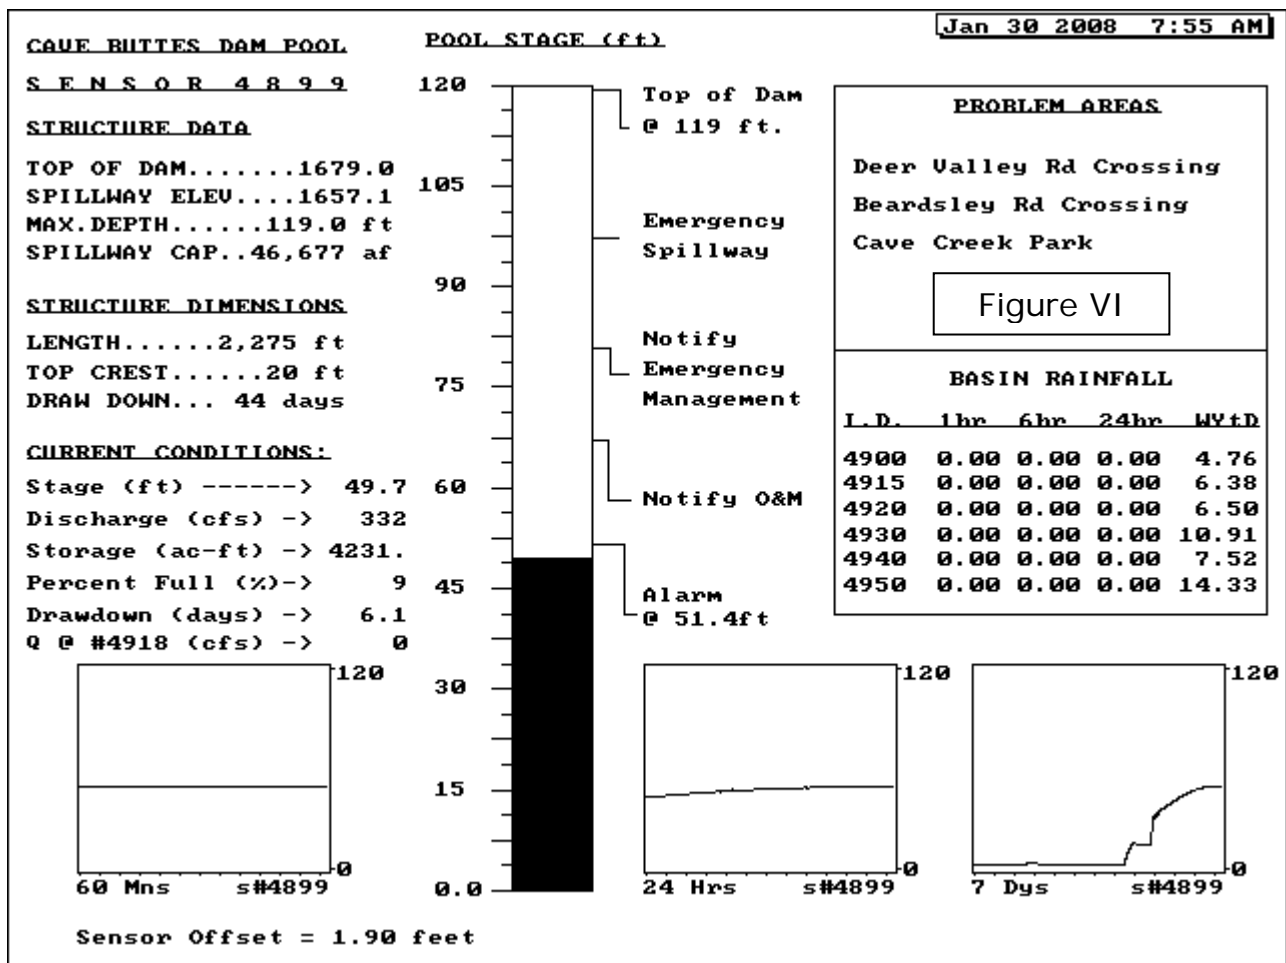 Jan 30 2008 7:55 AM
CAVE BUTTES DAM POOL
S E N S O R 4 8 9 9
STRUCTURE DATA
TOP OF DAM.......1679.0
SPILLWAY ELEV....1657.1
MAX.DEPTH......119.0 ft
SPILLWAY CAP..46,677 af
STRUCTURE DIMENSIONS
LENGTH......2,275 ft
TOP CREST......20 ft
DRAW DOWN... 44 days
CURRENT CONDITIONS:
Stage (ft) ------> 49.7
Discharge (cfs) -> 332
Storage (ac-ft) -> 4231.
Percent Full (%)-> 9
Drawdown (days) -> 6.1
Q @ #4918 (cfs) -> 0
POOL STAGE (ft)
120
105
90
75
60
45
30
15
0.0
Top of Dam
@ 119 ft.
Emergency
Spillway
Notify
Emergency
Management
Notify O&M
Alarm
@ 51.4ft
PROBLEM AREAS
Deer Valley Rd Crossing
Beardsley Rd Crossing
Cave Creek Park
Figure VI
BASIN RAINFALL
I.D. 1hr 6hr 24hr WYtD
4900 0.00 0.00 0.00 4.76
4915 0.00 0.00 0.00 6.38
4920 0.00 0.00 0.00 6.50
4930 0.00 0.00 0.00 10.91
4940 0.00 0.00 0.00 7.52
4950 0.00 0.00 0.00 14.33
120
0
60 Mns s#4899
120
0
24 Hrs s#4899
120
0
7 Dys s#4899
Sensor Offset = 1.90 feet